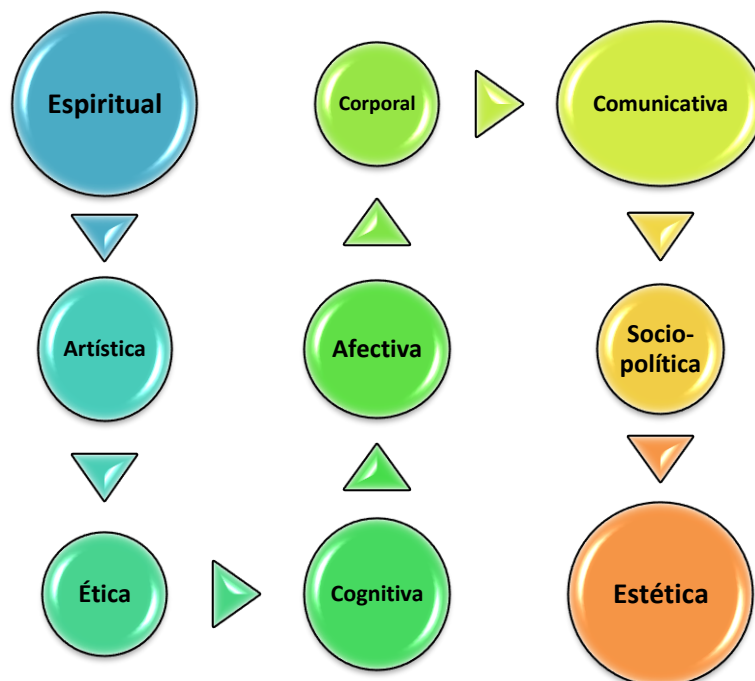 Espiritual
Artística
Ética
Cognitiva
Afectiva
Corporal
Comunicativa
Socio-
política
Estética